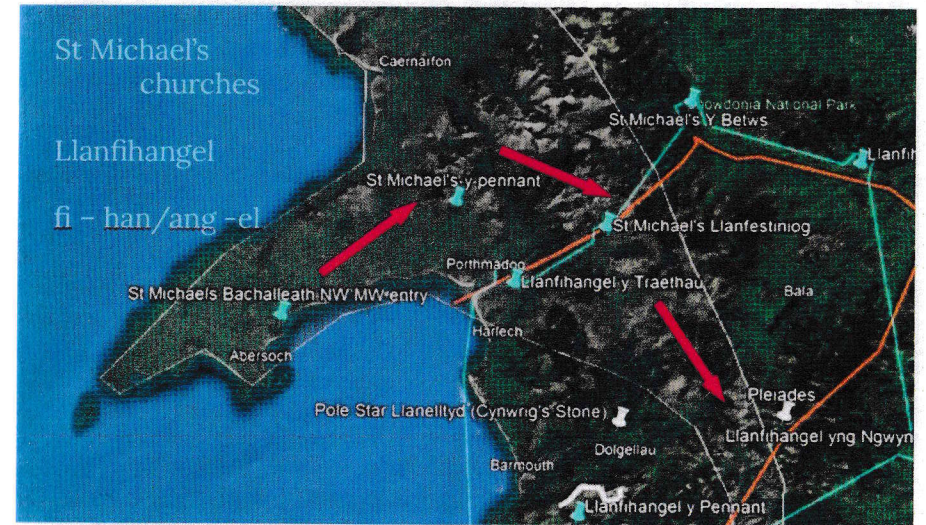 St Michael's
churches
Llanfihangel
fi – han/ang -el
Caernarfon
Snowdonia National Park
St Michael's Y Betws
Llanfih
St Michael's y pennant
St Michael's Llanfestiniog
Porthmadog
Llanfihangel y Traethau
Bala
St Michaels Bachalleath NW MW entry
Harlech
Abersoch
Pleiades
Pole Star Llanelltyd (Cynwrig's Stone)
Llanfihangel yng Ngwyn
Dolgellau
Barmouth
Llanfihangel y Pennant